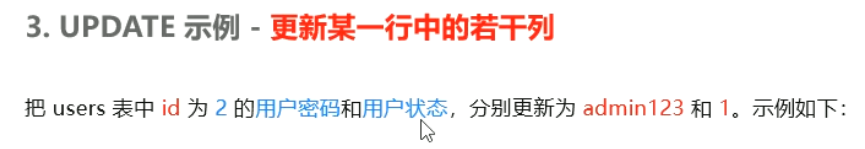 3. UPDATE 示例 - 更新某一行中的若干列
把 users 表中 id 为 2 的用户密码和用户状态，分别更新为 admin123 和 1。示例如下：